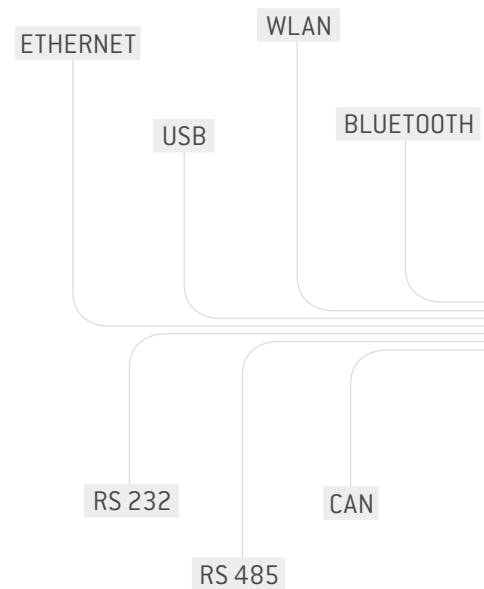 WLAN
ETHERNET
BLUETOOTH
USB
RS 232
CAN
RS 485